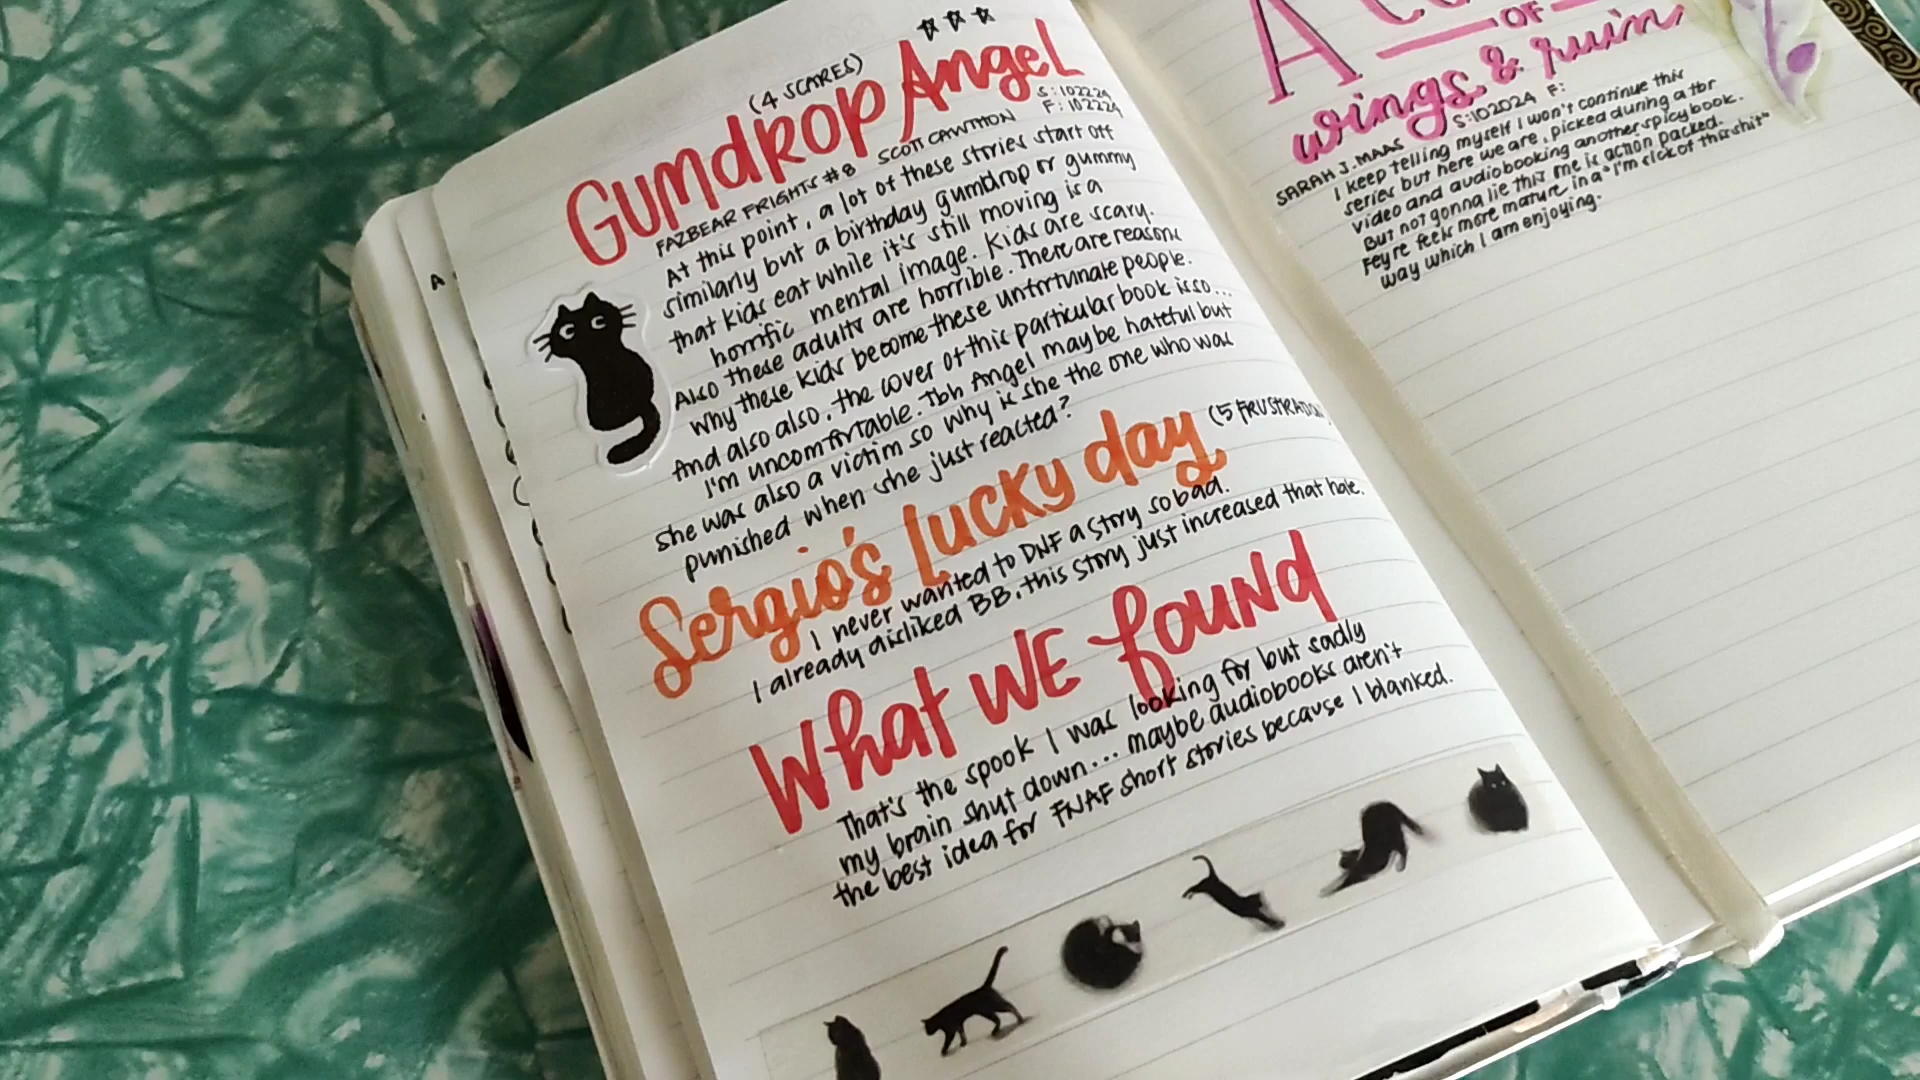 ☆☆☆
(4 SCARES)
GUMDROP ANGEL
FAZBEAR FRIGHTS #8 SCOTT CAWTHON
S: 102224
F: 102224
At this point, a lot of these stories start off
similarly but a birthday gumdrop or gummy
that kids eat while it's still moving is a
horrific mental image. Kids are scary.
Also these adults are horrible. There are reasons
why these kids become these unfortunate people.
And also also, the cover of this particular book is so...
I'm uncomfortable. Tbh Angel may be hateful but
she was also a victim so why is she the one who was
punished when she just reacted?
Sergio's Lucky day
(5 FRUSTRATION
I never wanted to DNF a story so bad.
I already disliked BB, this story just increased that hate.
What WE found
That's the spook I was looking for but sadly
my brain shut down... maybe audiobooks aren't
the best idea for FNAF short stories because I blanked.
A
OF
wings & ruin
SARAH J. MAAS S:102024 F:
I keep telling myself I won't continue this
series but here we are, picked during a tbr
video and audiobooking another spicy book.
But not gonna lie this one is action packed.
Feyre feels more mature in a "I'm sick of this shit"
way which I am enjoying.